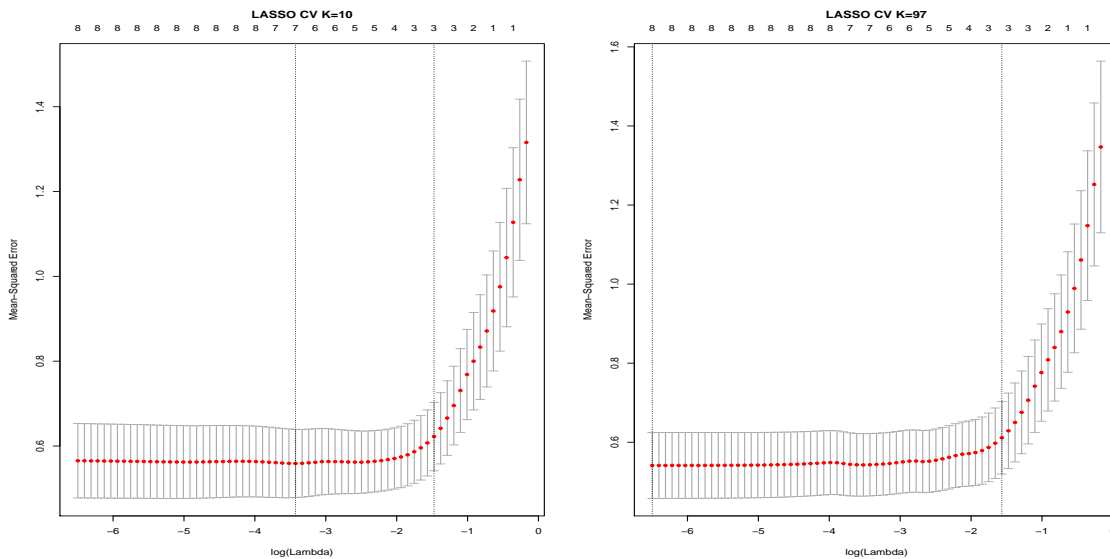 LASSO CV K=10
8 8 8 8 8 8 8 8 8 8 7 7 6 6 5 5 4 3 3 3 2 1 1
Mean−Squared Error
1.4
1.2
1.0
0.8
0.6
−6 −5 −4 −3 −2 −1 0
log(Lambda)
LASSO CV K=97
8 8 8 8 8 8 8 8 8 8 7 7 6 6 5 5 4 3 3 3 2 1 1
Mean−Squared Error
1.6
1.4
1.2
1.0
0.8
0.6
−6 −5 −4 −3 −2 −1
log(Lambda)